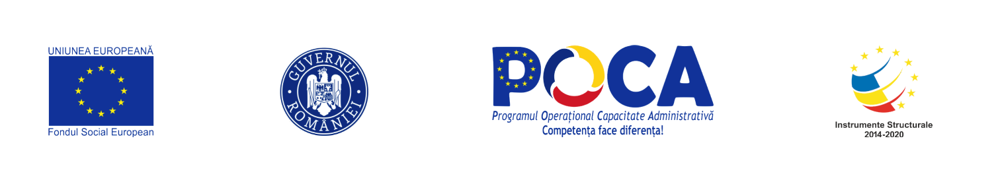 UNIUNEA EUROPEANĂ
Fondul Social European
GUVERNUL
ROMÂNIEI
POCA
Programul Operațional Capacitate Administrativă
Competența face diferența!
Instrumente Structurale
2014-2020